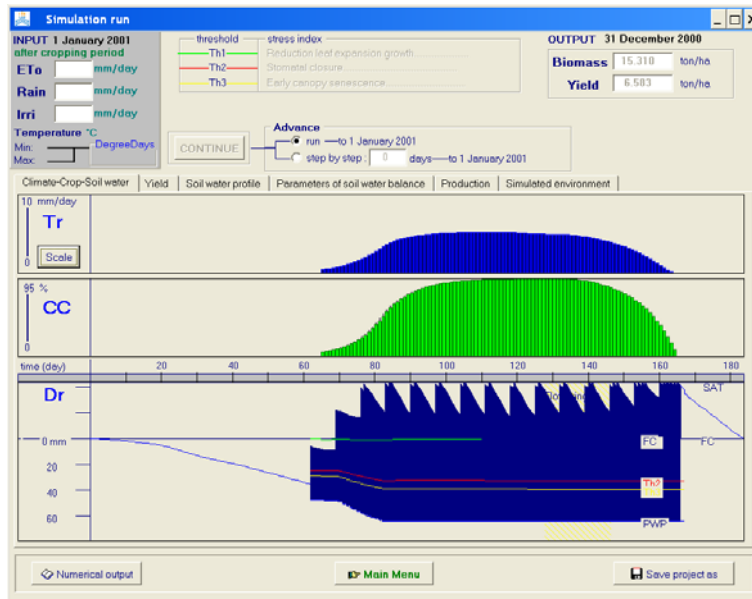 Simulation run
INPUT 1 January 2001
after cropping period
ETo mm/day
Rain mm/day
Irri mm/day
Temperature °C
Min: DegreeDays
Max:
threshold stress index
Th1 Reduction leaf expansion growth
Th2 Stomatal closure
Th3 Early canopy senescence
OUTPUT 31 December 2000
Biomass 15.310 ton/ha
Yield 6.503 ton/ha
CONTINUE
Advance
run to 1 January 2001
step by step : 0 days to 1 January 2001
Climate-Crop-Soil water Yield Soil water profile Parameters of soil water balance Production Simulated environment
10 mm/day
Tr
0 Scale
95 %
CC
0
time (day) 20 40 60 80 100 120 140 160 180
Dr
SAT
0 mm FC FC
20
Th2
40
60 PWP
Numerical output Main Menu Save project as